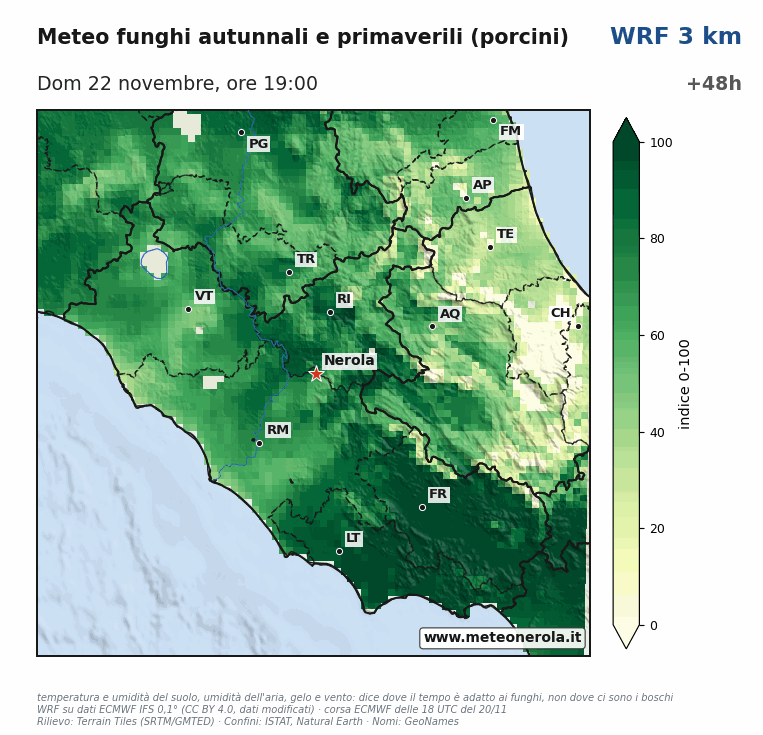 Meteo funghi autunnali e primaverili (porcini)
WRF 3 km
Dom 22 novembre, ore 19:00
+48h
FM
PG
AP
TE
TR
VT
RI
AQ
CH
Nerola
RM
FR
LT
www.meteonerola.it
100
80
60
40
20
0
indice 0-100
temperatura e umidità del suolo, umidità dell'aria, gelo e vento: dice dove il tempo è adatto ai funghi, non dove ci sono i boschi
WRF su dati ECMWF IFS 0,1° (CC BY 4.0, dati modificati) · corsa ECMWF delle 18 UTC del 20/11
Rilievo: Terrain Tiles (SRTM/GMTED) · Confini: ISTAT, Natural Earth · Nomi: GeoNames